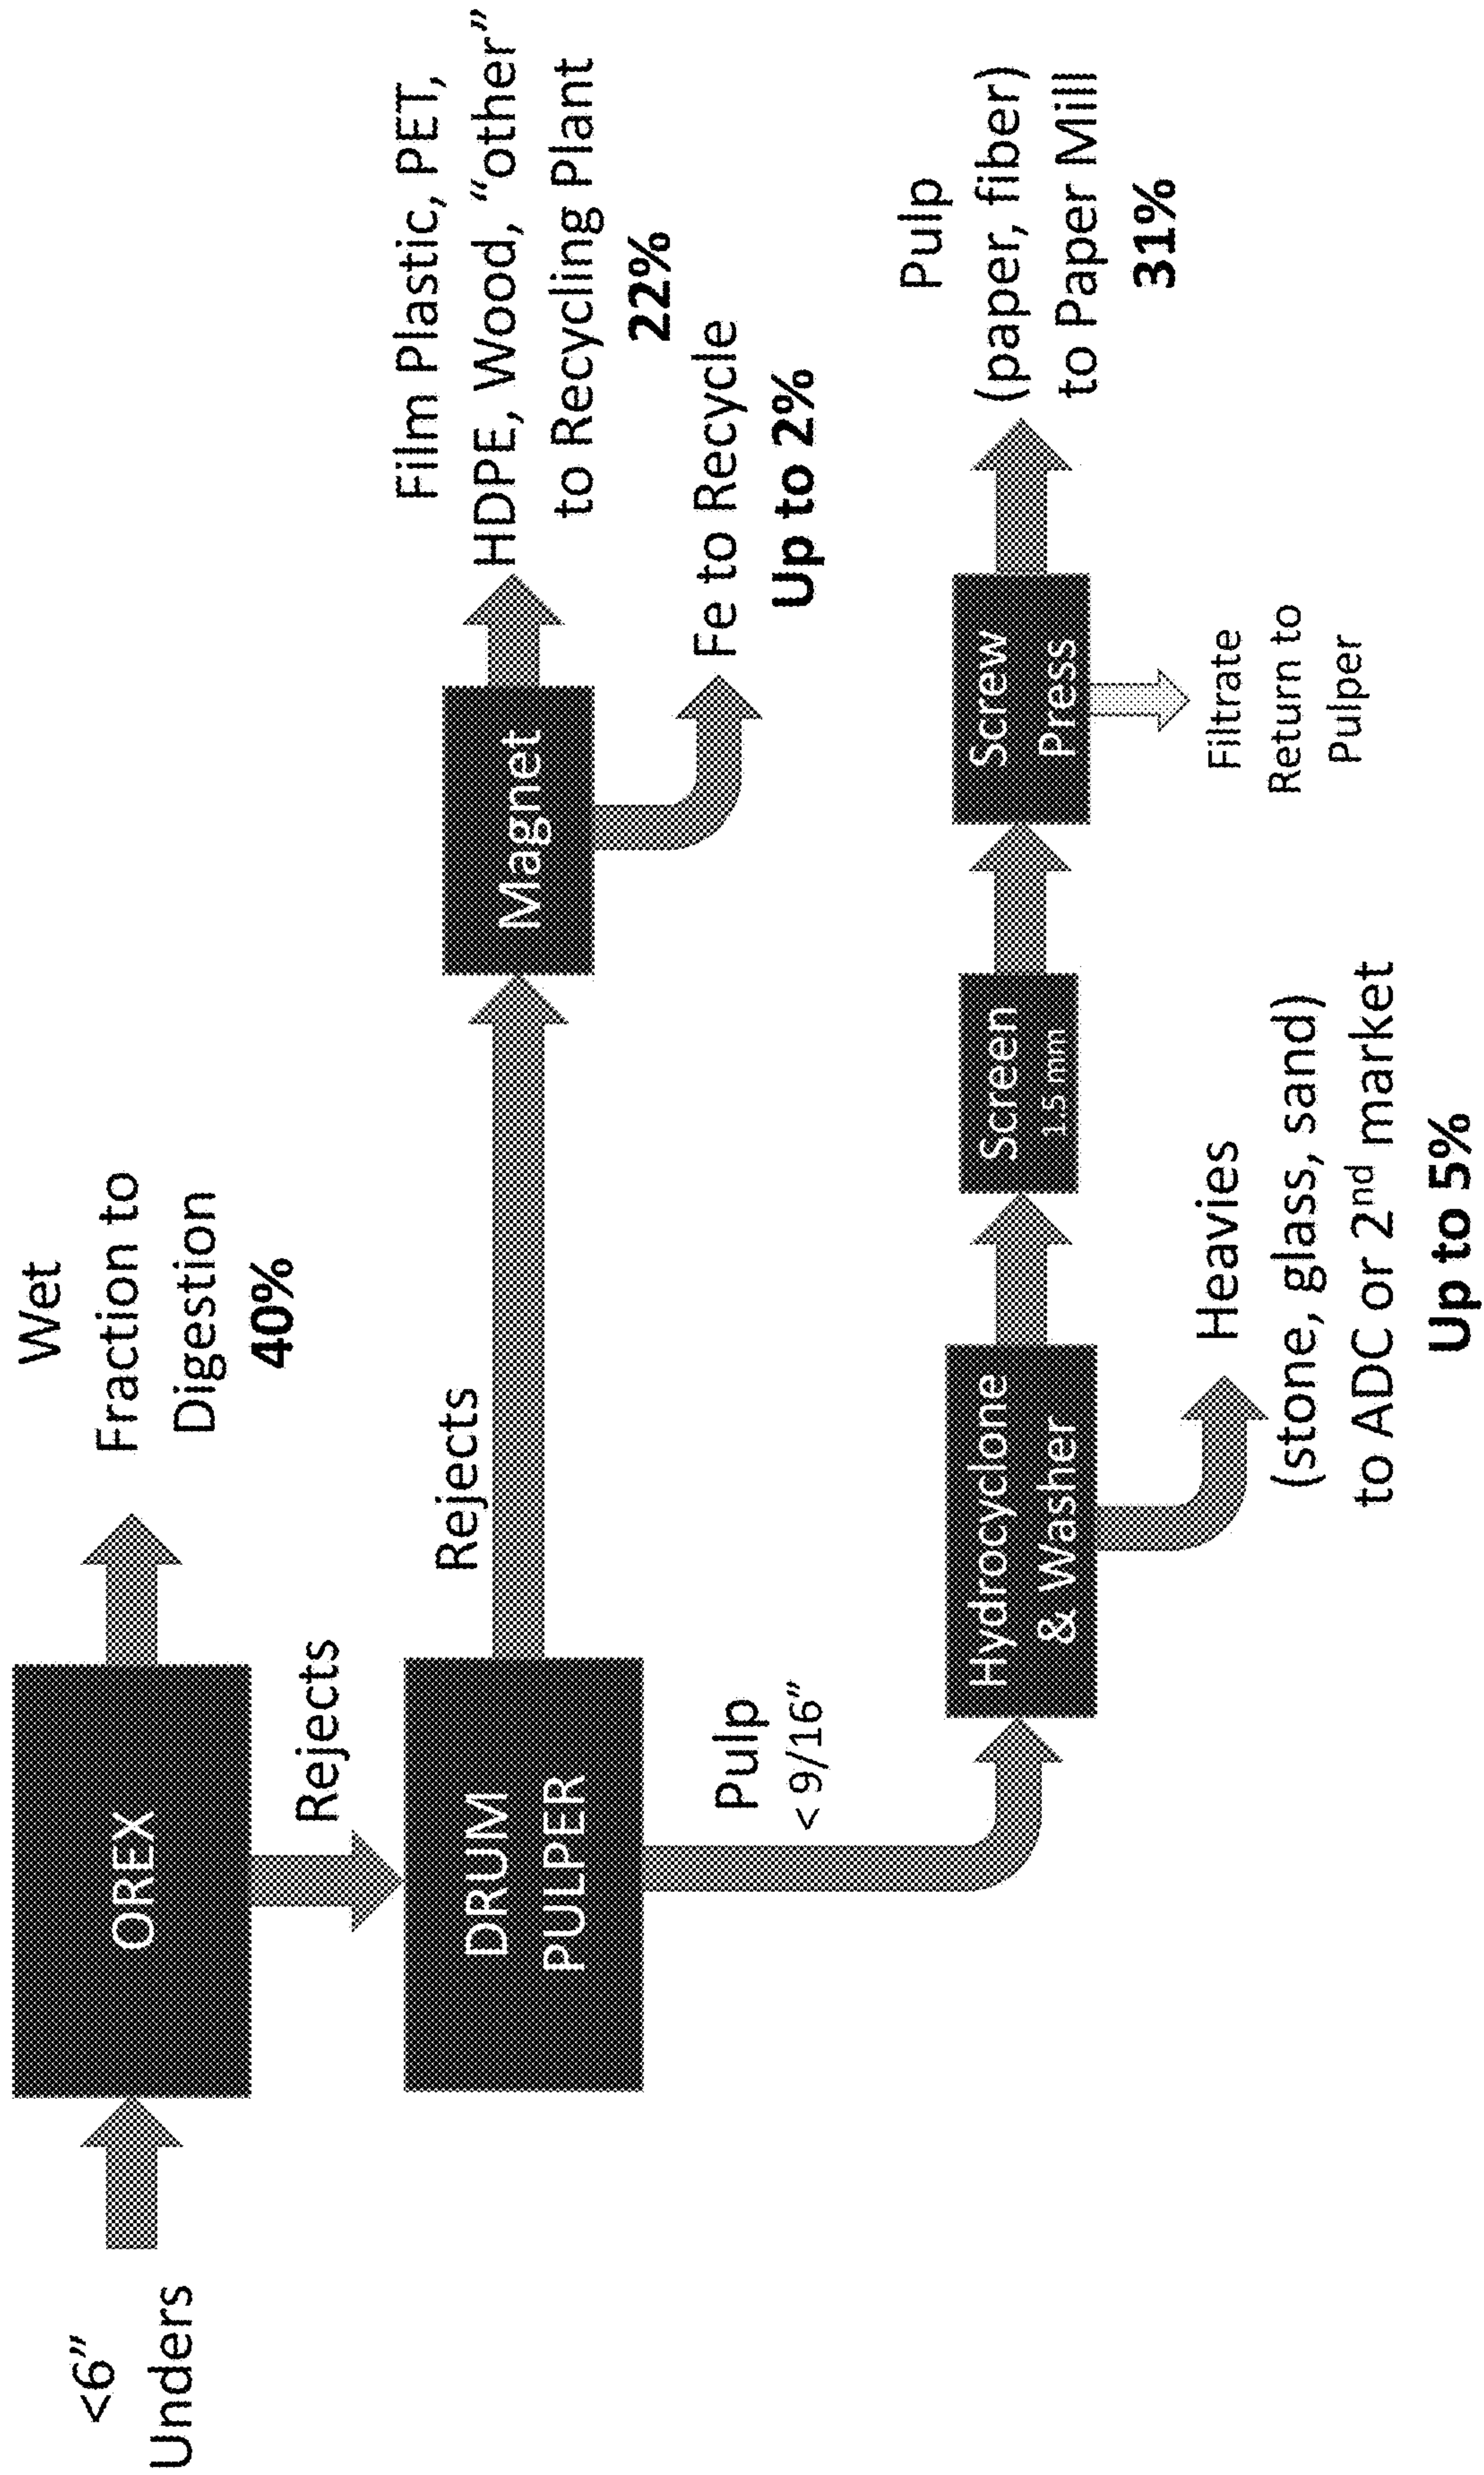 <6”
Unders
OREX
Wet
Fraction to
Digestion
40%
Rejects
DRUM
PULPER
Rejects
Magnet
Film Plastic, PET,
HDPE, Wood, “other”
to Recycling Plant
22%
Fe to Recycle
Up to 2%
Pulp
< 9/16”
Hydrocyclone
& Washer
Heavies
(stone, glass, sand)
to ADC or 2nd market
Up to 5%
Screen
1.5 mm
Screw
Press
Filtrate
Return to
Pulper
Pulp
(paper, fiber)
to Paper Mill
31%